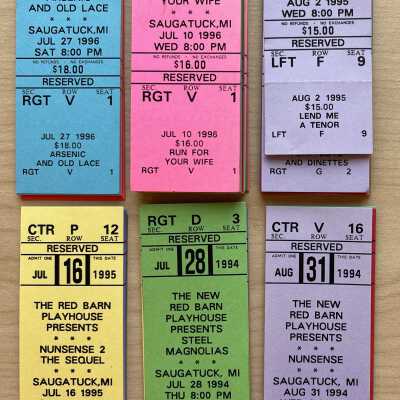 ARSENIC
AND OLD LACE
* * *
SAUGATUCK,MI
JUL 27 1996
SAT 8:00 PM
NO REFUNDS - NO EXCHANGES
$18.00
RESERVED
SEC. ROW SEAT
RGT V 1
JUL 27 1996
$18.00
ARSENIC
AND OLD LACE
RGT V 1
YOUR WIFE
* * *
SAUGATUCK,MI
JUL 10 1996
WED 8:00 PM
NO REFUNDS - NO EXCHANGES
$16.00
RESERVED
SEC. ROW SEAT
RGT V 1
JUL 10 1996
$16.00
RUN FOR
YOUR WIFE
RGT V 1
AUG 2 1995
WED 8:00 PM
NO REFUNDS - NO EXCHANGES
$15.00
RESERVED
SEC. ROW SEAT
LFT F 9
AUG 2 1995
$15.00
LEND ME
A TENOR
LFT F 9
AND DINETTES
RGT G 2
CTR P 12
SEC. ROW SEAT
RESERVED
ADMIT ONE THIS DATE
JUL 16 1995
THE RED BARN
PLAYHOUSE
PRESENTS
* * *
NUNSENSE 2
THE SEQUEL
* * *
SAUGATUCK,MI
JUL 16 1995
RGT D 3
SEC. ROW SEAT
RESERVED
ADMIT ONE THIS DATE
JUL 28 1994
THE NEW
RED BARN
PLAYHOUSE
PRESENTS
STEEL
MAGNOLIAS
* * *
SAUGATUCK,MI
JUL 28 1994
THU 8:00 PM
CTR V 16
SEC. ROW SEAT
RESERVED
ADMIT ONE THIS DATE
AUG 31 1994
THE NEW
RED BARN
PLAYHOUSE
PRESENTS
* * *
NUNSENSE
* * *
SAUGATUCK,MI
AUG 31 1994